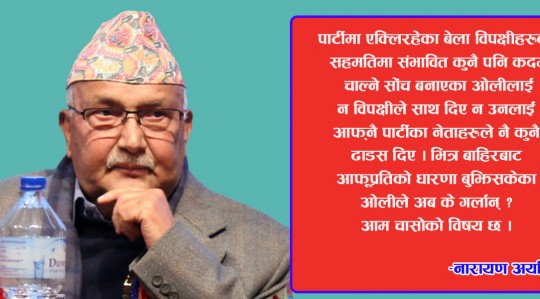 पार्टीमा एक्लिरहेका बेला विपक्षीहरु
सहमतिमा संभावित कुनै पनि कदम
चाल्ने सोंच बनाएका ओलीलाई
न विपक्षीले साथ दिए न उनलाई
आफ्नै पार्टीका नेताहरुले नै कुनै
ढाडस दिए । भित्र बाहिरबाट
आफूप्रतिको धारणा बुझिसकेका
ओलीले अब के गर्लान् ?
आम चासोको विषय छ ।
-नारायण